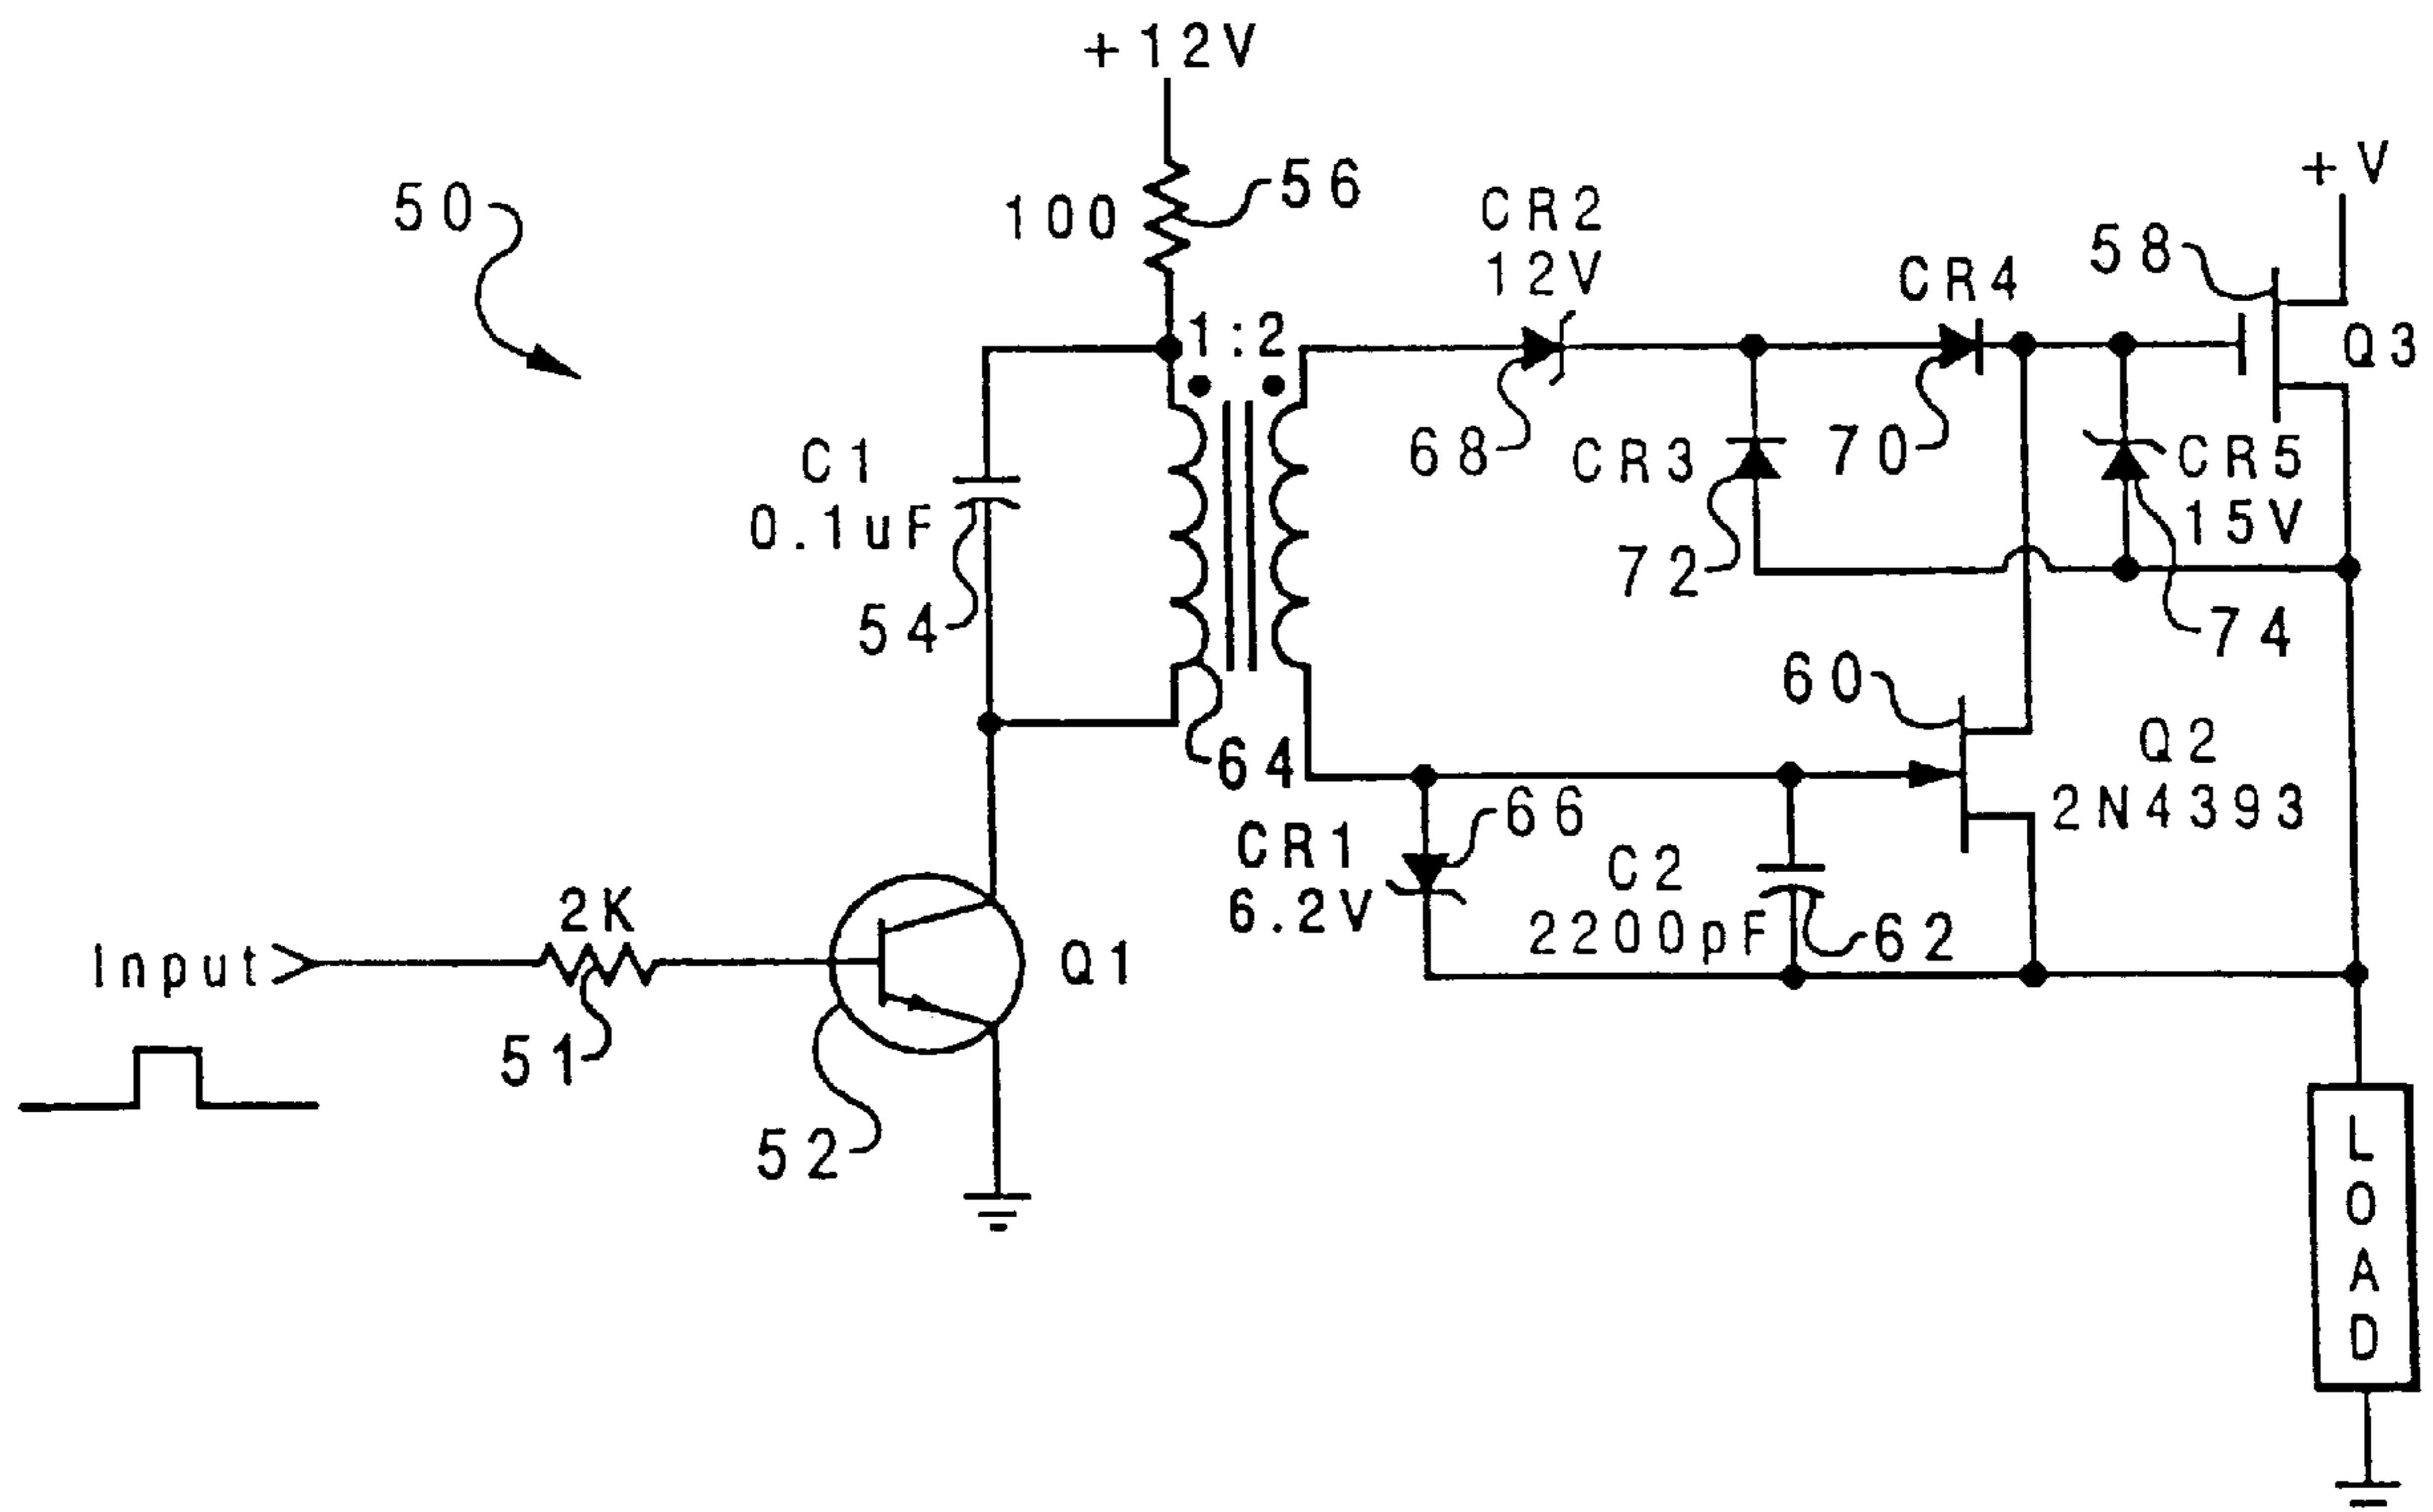 +12V
50
100
56
CR2
12V
+V
58
CR4
1:2
Q3
C1
0.1uF
68
CR3
70
CR5
15V
54
72
74
60
64
Q2
2N4393
CR1
6.2V
66
C2
2200pF
62
Input
2K
51
Q1
52
LOAD